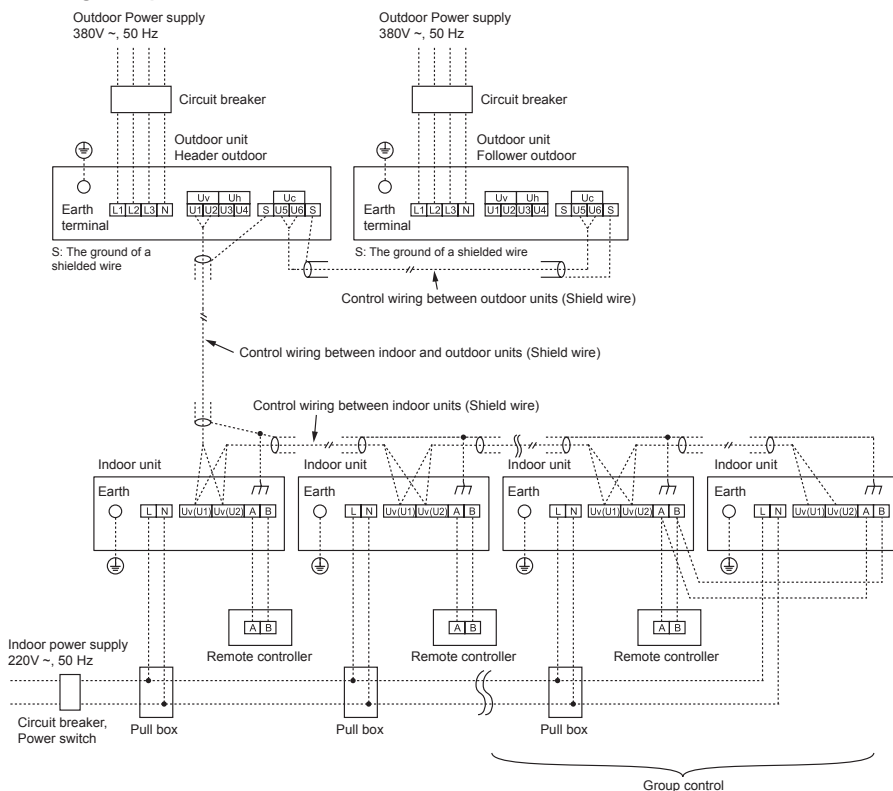 Outdoor Power supply
380V ~, 50 Hz
Outdoor Power supply
380V ~, 50 Hz
Circuit breaker
Circuit breaker
Outdoor unit
Header outdoor
Outdoor unit
Follower outdoor
Earth
terminal
L1 L2 L3 N
Uv Uh
U1 U2 U3 U4
Uc
S U5 U6 S
Earth
terminal
L1 L2 L3 N
Uv Uh
U1 U2 U3 U4
Uc
S U5 U6 S
S: The ground of a
shielded wire
S: The ground of a shielded wire
Control wiring between outdoor units (Shield wire)
Control wiring between indoor and outdoor units (Shield wire)
Control wiring between indoor units (Shield wire)
Indoor unit
Indoor unit
Indoor unit
Indoor unit
Earth
L N Uv(U1) Uv(U2) A B
Earth
L N Uv(U1) Uv(U2) A B
Earth
L N Uv(U1) Uv(U2) A B
Earth
L N Uv(U1) Uv(U2) A B
A B
A B
A B
Remote controller
Remote controller
Remote controller
Indoor power supply
220V ~, 50 Hz
Circuit breaker,
Power switch
Pull box
Pull box
Pull box
Group control